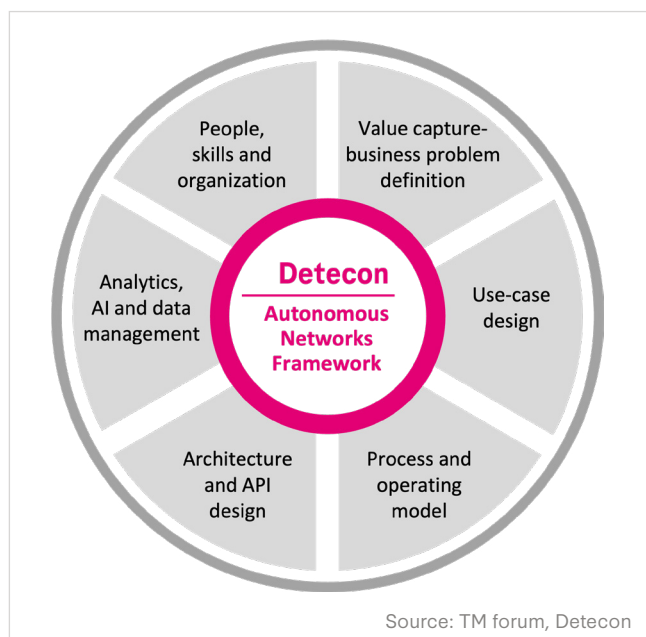 People,
skills and
organization
Value capture-
business problem
definition
Analytics,
AI and data
management
Detecon
Autonomous
Networks
Framework
Use-case
design
Architecture
and API
design
Process and
operating
model
Source: TM forum, Detecon